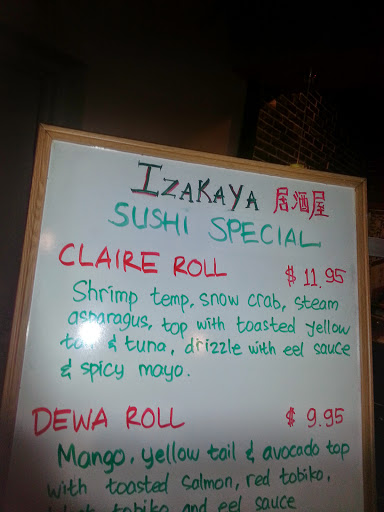 IZAKAYA 居酒屋
SUSHI SPECIAL
CLAIRE ROLL $ 11.95
Shrimp temp, snow crab, steam
asparagus, top with toasted yellow
tail & tuna, drizzle with eel sauce
& spicy mayo.
DEWA ROLL $ 9.95
Mango, yellow tail & avocado top
with toasted salmon, red tobiko,
tobiko and eel sauce